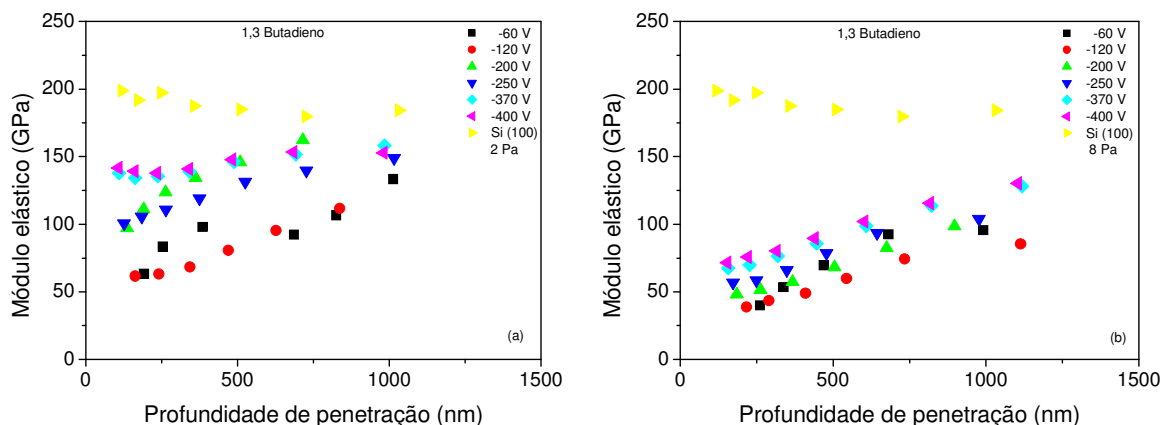 1,3 Butadieno
-60 V
-120 V
-200 V
-250 V
-370 V
-400 V
Si (100)
2 Pa
250
200
150
100
50
0
Módulo elástico (GPa)
(a)
0
500
1000
1500
Profundidade de penetração (nm)
1,3 Butadieno
-60 V
-120 V
-200 V
-250 V
-370 V
-400 V
Si (100)
8 Pa
250
200
150
100
50
0
Módulo elástico (GPa)
(b)
0
500
1000
1500
Profundidade de penetração (nm)